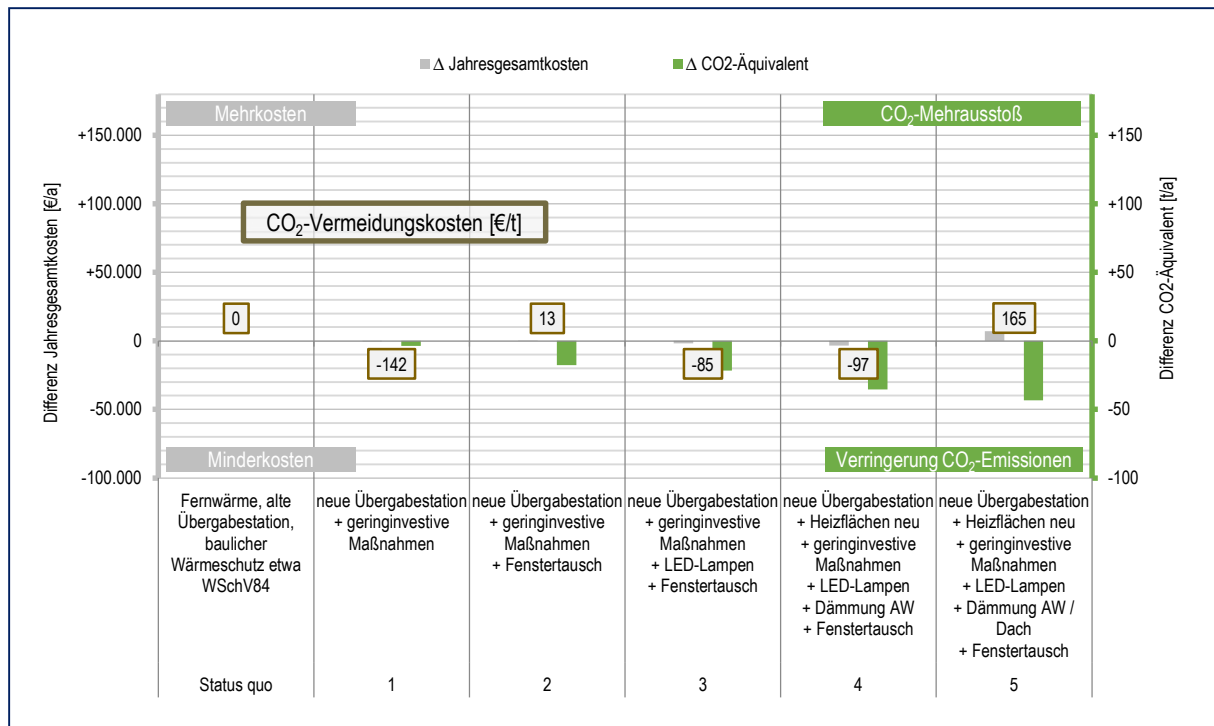 Δ Jahresgesamtkosten
Δ CO2-Äquivalent
Mehrkosten
CO₂-Mehrausstoß
+150.000
+100.000
+50.000
0
-50.000
-100.000
Differenz Jahresgesamtkosten [€/a]
+150
+100
+50
0
-50
-100
Differenz CO2-Äquivalent [t/a]
CO₂-Vermeidungskosten [€/t]
0
-142
13
-85
-97
165
Minderkosten
Verringerung CO₂-Emissionen
Fernwärme, alte
Übergabestation,
baulicher
Wärmeschutz etwa
WSchV84
Status quo
neue Übergabestation
+ geringinvestive
Maßnahmen
1
neue Übergabestation
+ geringinvestive
Maßnahmen
+ Fenstertausch
2
neue Übergabestation
+ geringinvestive
Maßnahmen
+ LED-Lampen
+ Fenstertausch
3
neue Übergabestation
+ Heizflächen neu
+ geringinvestive
Maßnahmen
+ LED-Lampen
+ Dämmung AW
+ Fenstertausch
4
neue Übergabestation
+ Heizflächen neu
+ geringinvestive
Maßnahmen
+ LED-Lampen
+ Dämmung AW /
Dach
+ Fenstertausch
5